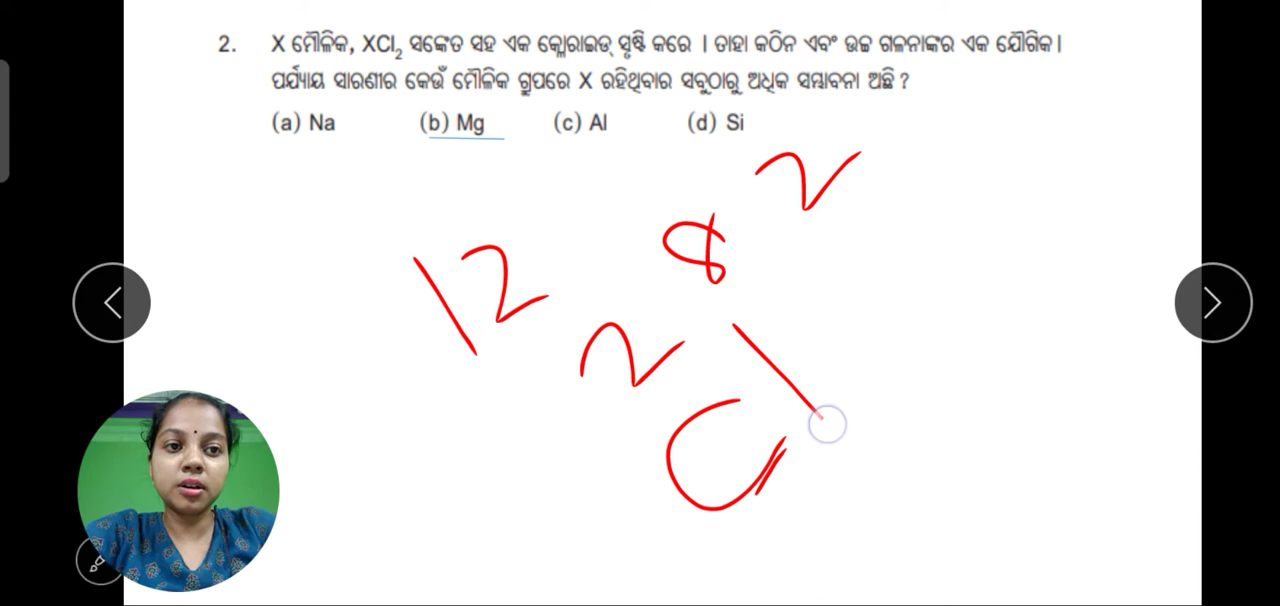 2. X ମୌଳିକ, XCl₂ ସଙ୍କେତ ସହ ଏକ କ୍ଲୋରାଇଡ୍ ସୃଷ୍ଟି କରେ । ତାହା କଠିନ ଏବଂ ଉଚ୍ଚ ଗଳନାଙ୍କର ଏକ ଯୌଗିକ।
ପର୍ଯ୍ୟାୟ ସାରଣୀର କେଉଁ ମୌଳିକ ଗ୍ରୁପରେ X ରହିଥିବାର ସବୁଠାରୁ ଅଧିକ ସମ୍ଭାବନା ଅଛି ?
(a) Na (b) Mg (c) Al (d) Si
12 2 8 2
Cl